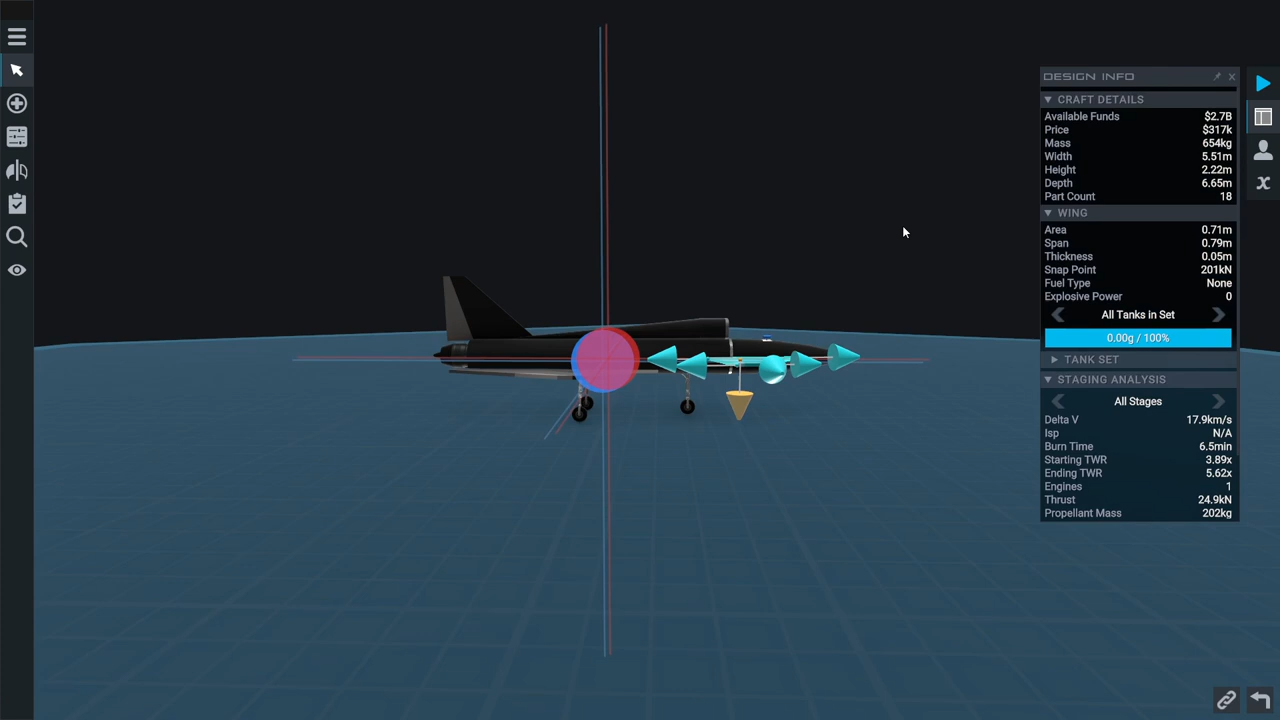 DESIGN INFO
CRAFT DETAILS
Available Funds $2.7B
Price $317k
Mass 654kg
Width 5.51m
Height 2.22m
Depth 6.65m
Part Count 18
WING
Area 0.71m
Span 0.79m
Thickness 0.05m
Snap Point 201kN
Fuel Type None
Explosive Power 0
All Tanks in Set
0.00g / 100%
TANK SET
STAGING ANALYSIS
All Stages
Delta V 17.9km/s
Isp N/A
Burn Time 6.5min
Starting TWR 3.89x
Ending TWR 5.62x
Engines 1
Thrust 24.9kN
Propellant Mass 202kg